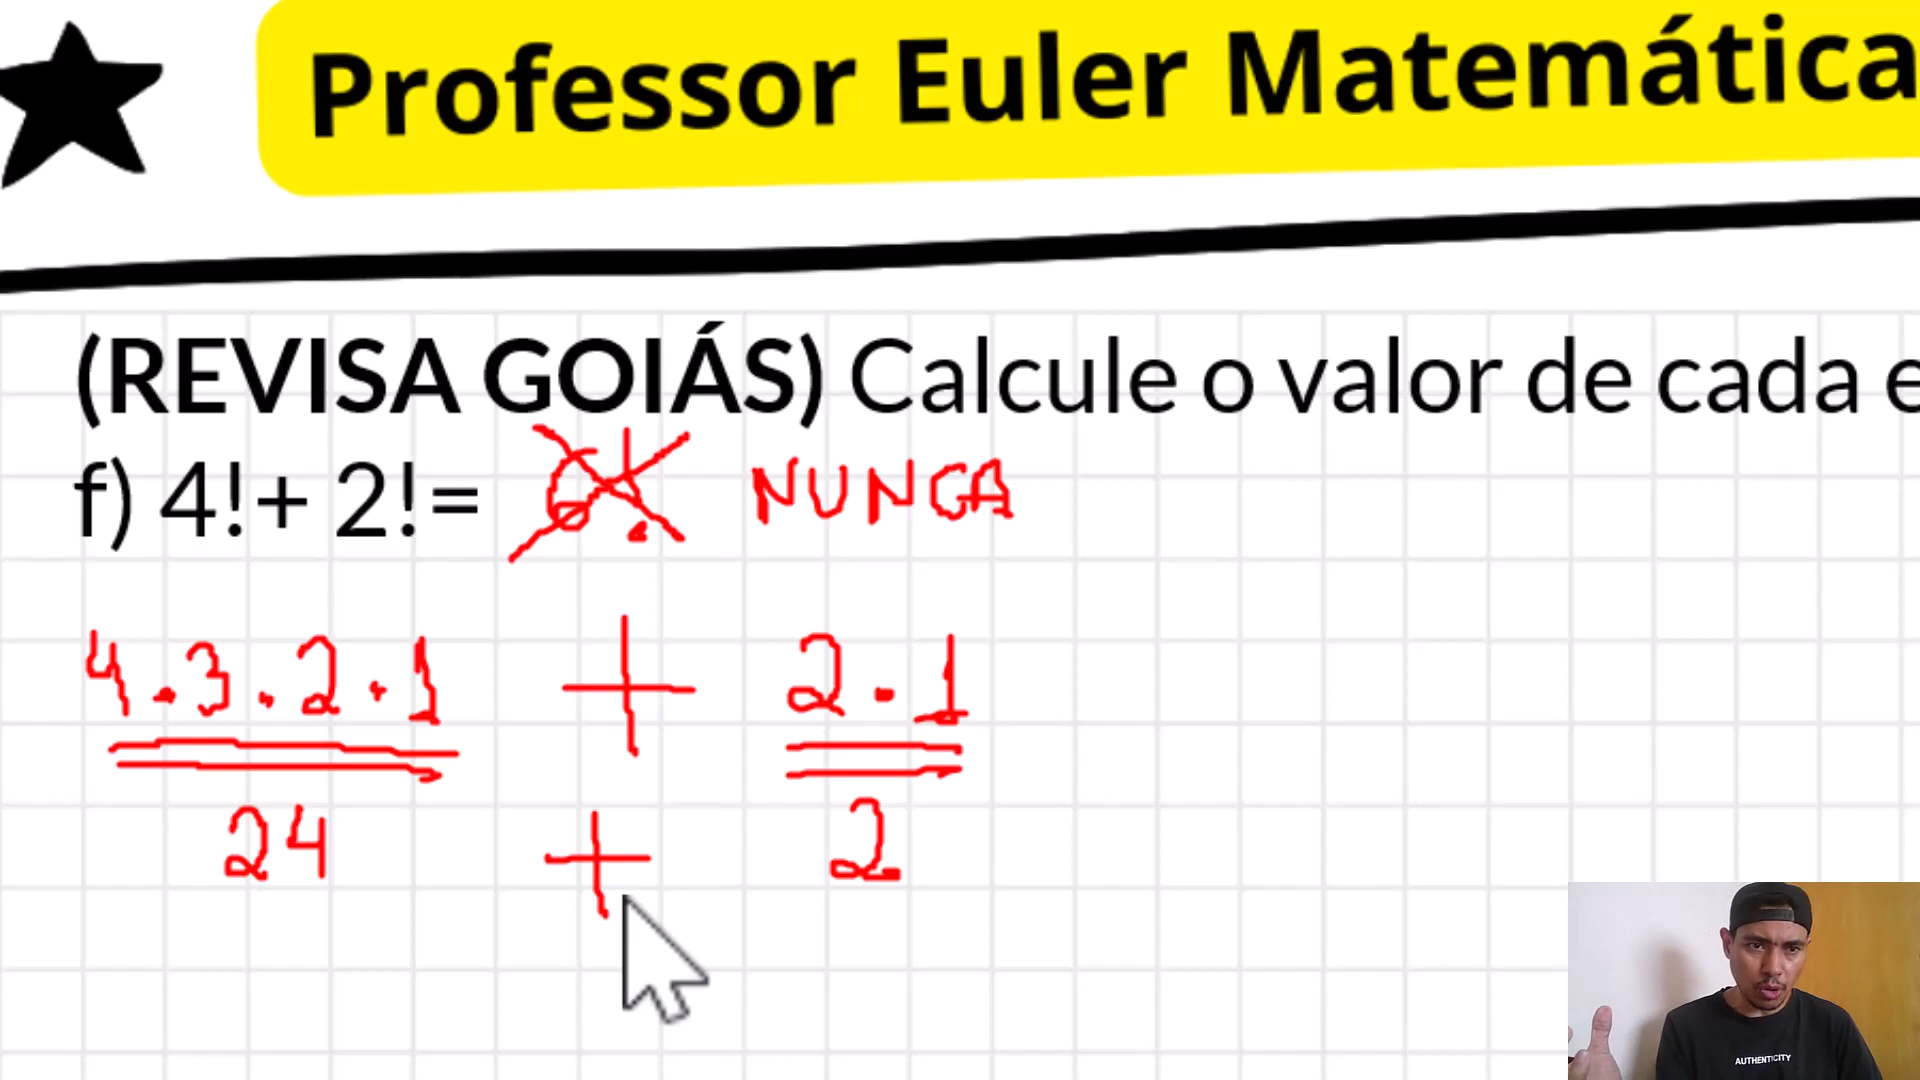 Professor Euler Matemática
(REVISA GOIÁS) Calcule o valor de cada e
f) 4!+ 2!= 6! NUNCA
4.3.2.1 + 2.1
24 + 2
AUTHENTICITY